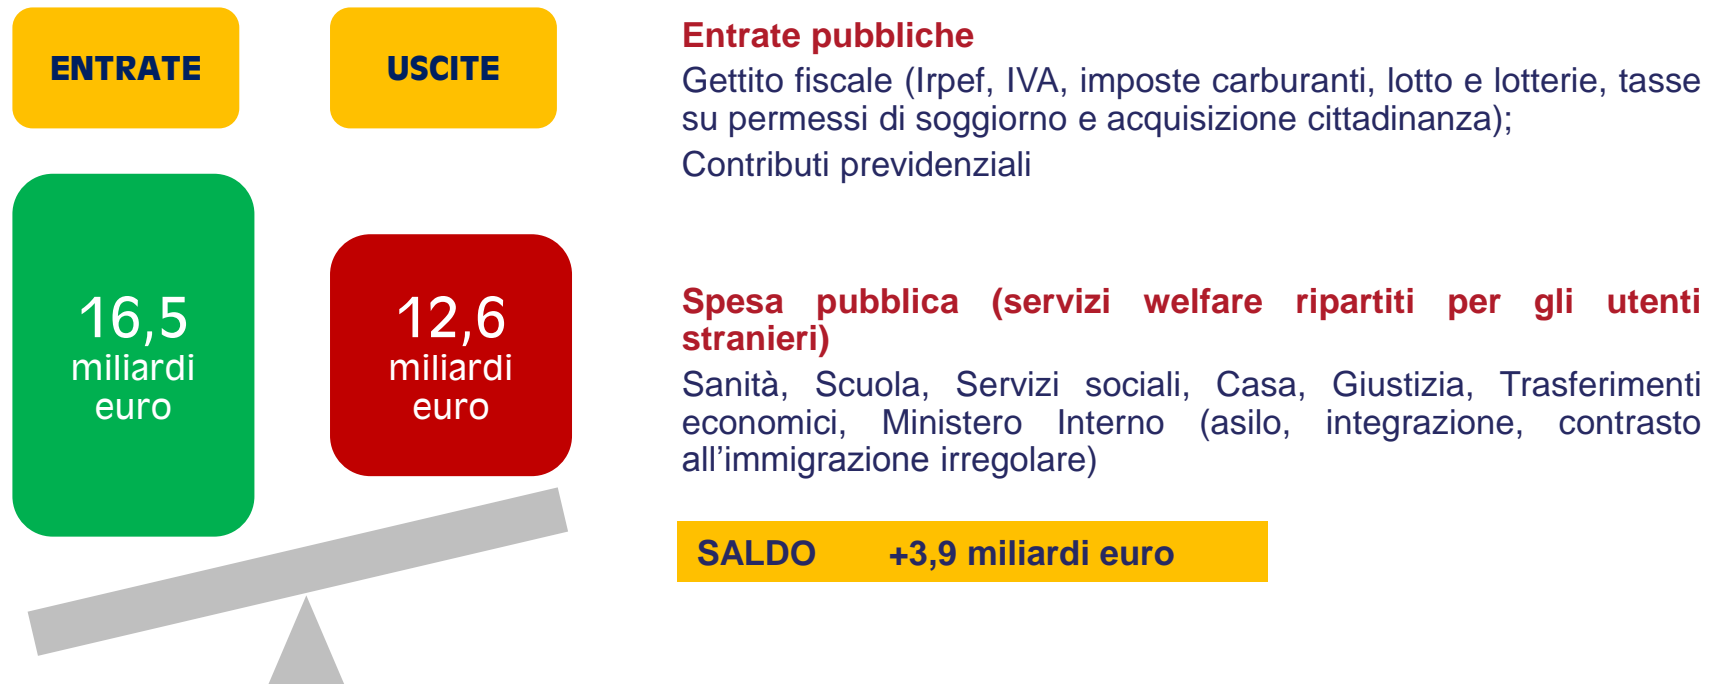 ENTRATE
USCITE
16,5
miliardi
euro
12,6
miliardi
euro
Entrate pubbliche
Gettito fiscale (Irpef, IVA, imposte carburanti, lotto e lotterie, tasse
su permessi di soggiorno e acquisizione cittadinanza);
Contributi previdenziali
Spesa pubblica (servizi welfare ripartiti per gli utenti
stranieri)
Sanità, Scuola, Servizi sociali, Casa, Giustizia, Trasferimenti
economici, Ministero Interno (asilo, integrazione, contrasto
all’immigrazione irregolare)
SALDO +3,9 miliardi euro